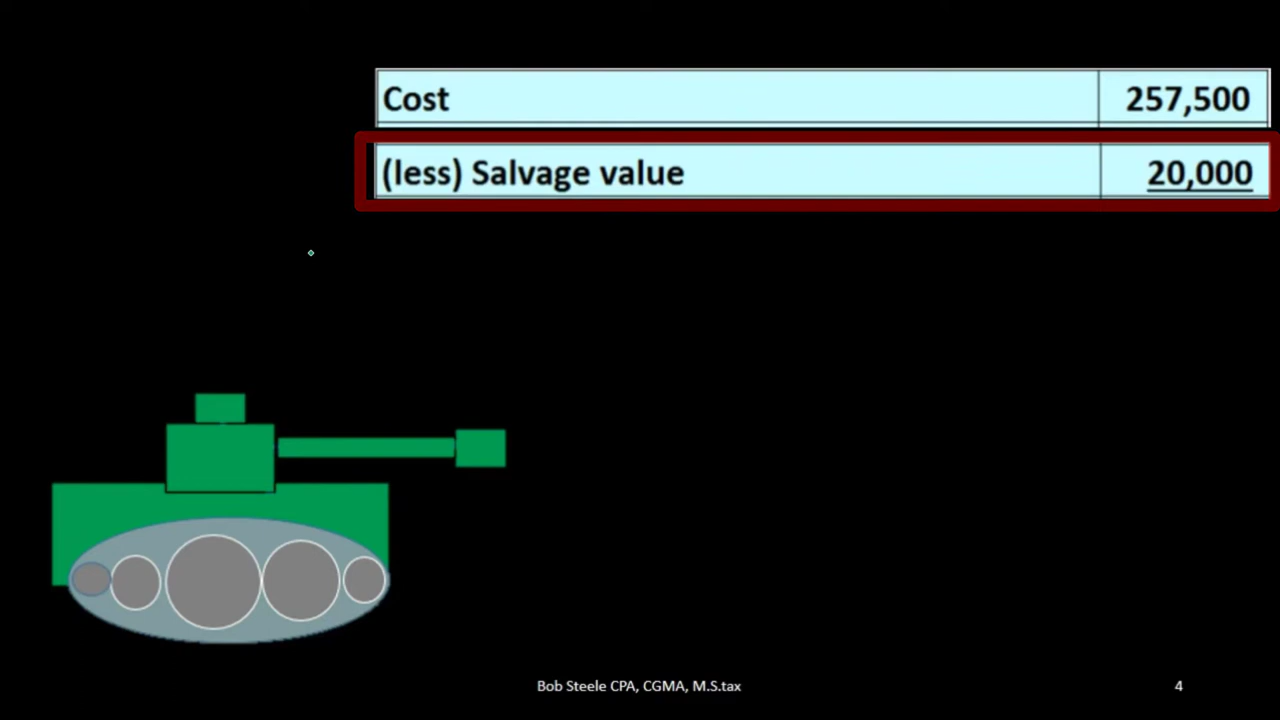 Cost 257,500
(less) Salvage value 20,000
Bob Steele CPA, CGMA, M.S.tax 4